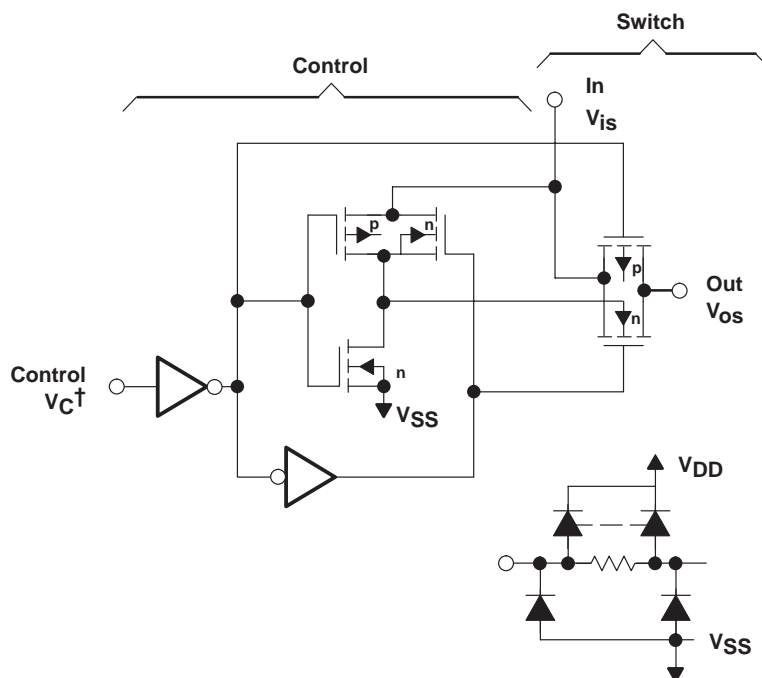 Switch
Control
In
Vis
p
n
p
n
Out
Vos
n
Control
VC†
VSS
VDD
VSS